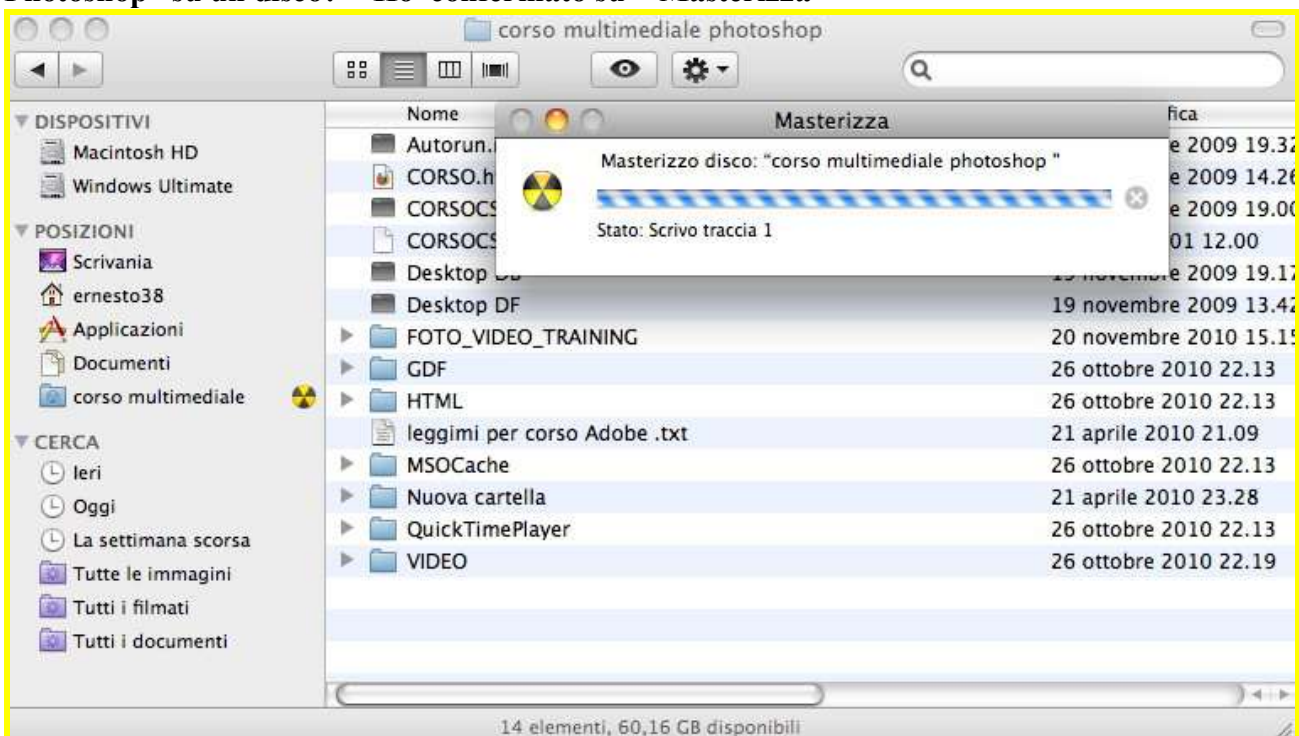 corso multimediale photoshop
DISPOSITIVI
Macintosh HD
Windows Ultimate
POSIZIONI
Scrivania
ernesto38
Applicazioni
Documenti
corso multimediale
CERCA
Ieri
Oggi
La settimana scorsa
Tutte le immagini
Tutti i filmati
Tutti i documenti
Nome
Autorun. e 2009 19.32
CORSO.h e 2009 14.26
CORSOCS e 2009 19.00
CORSOCS 01 12.00
Desktop 19 novembre 2009 19.17
Desktop DF 19 novembre 2009 13.42
FOTO_VIDEO_TRAINING 20 novembre 2010 15.15
GDF 26 ottobre 2010 22.13
HTML 26 ottobre 2010 22.13
leggimi per corso Adobe .txt 21 aprile 2010 21.09
MSOCache 26 ottobre 2010 22.13
Nuova cartella 21 aprile 2010 23.28
QuickTimePlayer 26 ottobre 2010 22.13
VIDEO 26 ottobre 2010 22.19
Masterizza
Masterizzo disco: "corso multimediale photoshop "
Stato: Scrivo traccia 1
14 elementi, 60,16 GB disponibili